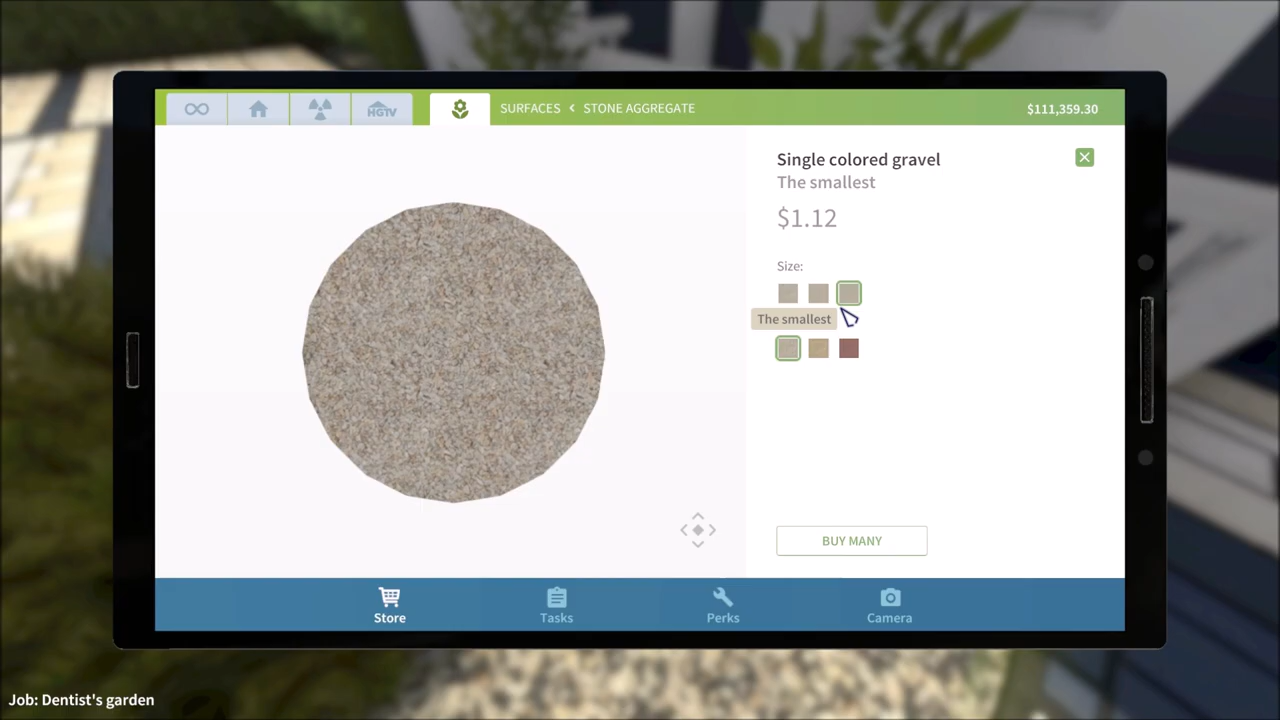 HGTV
SURFACES < STONE AGGREGATE
$111,359.30
Single colored gravel
The smallest
$1.12
Size:
The smallest
BUY MANY
Store
Tasks
Perks
Camera
Job: Dentist's garden